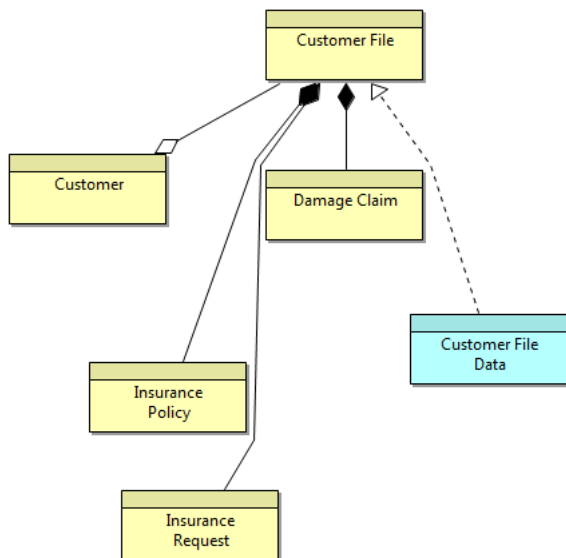 Customer File
Customer
Damage Claim
Customer File
Data
Insurance
Policy
Insurance
Request